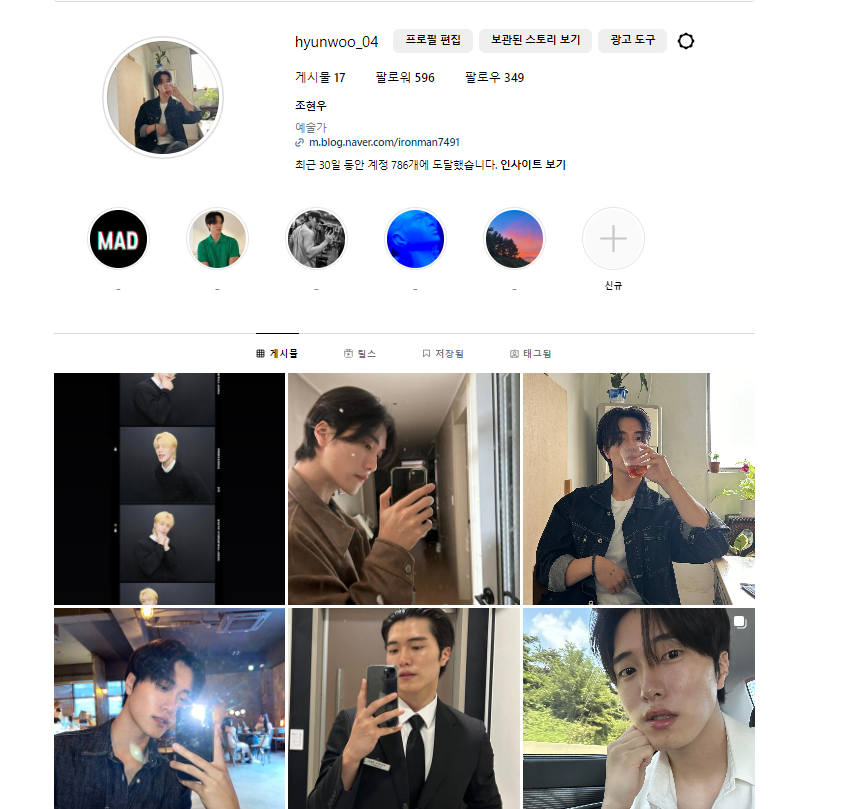 hyunwoo_04 프로필 편집 보관된 스토리 보기 광고 도구
게시물 17 팔로워 596 팔로우 349
조현우
예술가
m.blog.naver.com/ironman7491
최근 30일 동안 계정 786개에 도달했습니다. 인사이트 보기
MAD
- - - - - 신규
게시물 릴스 저장됨 태그됨